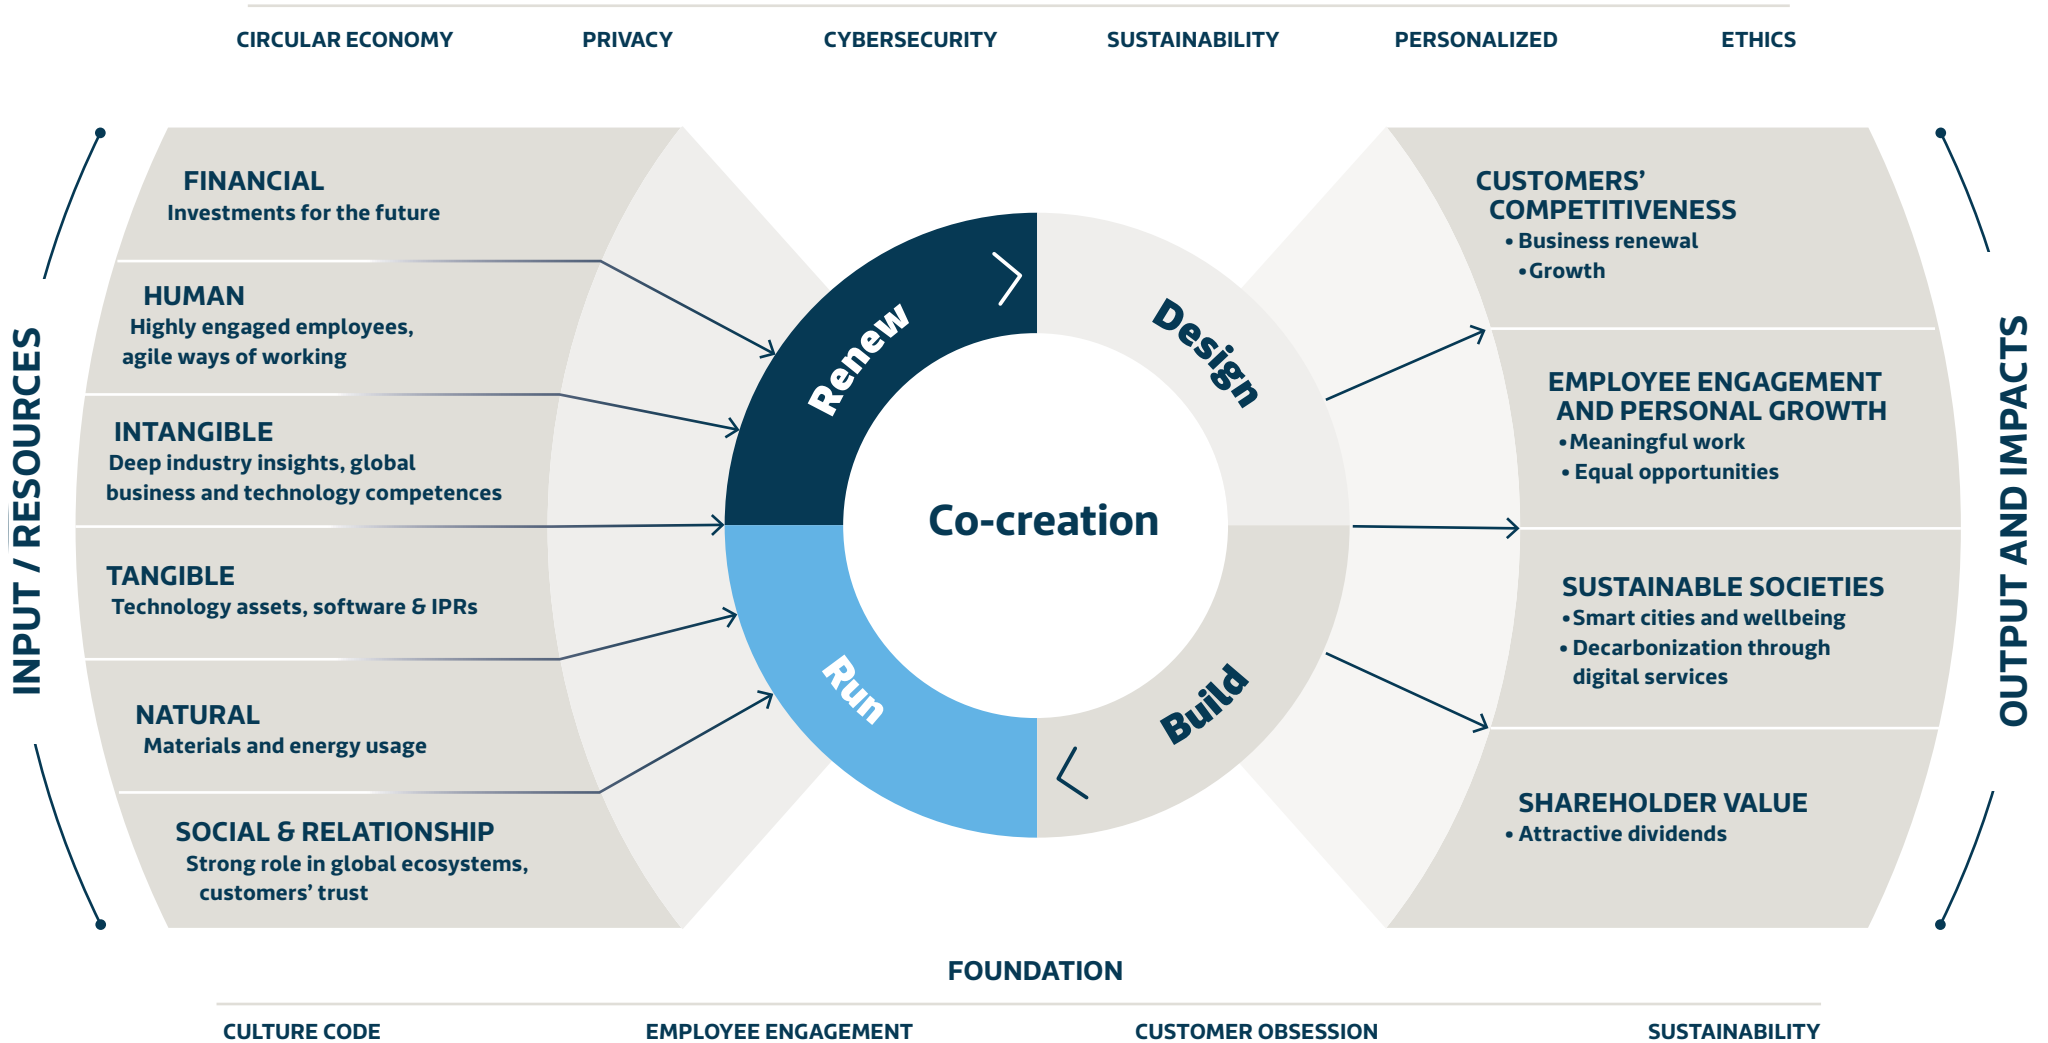 CIRCULAR ECONOMY
PRIVACY
CYBERSECURITY
SUSTAINABILITY
PERSONALIZED
ETHICS
INPUT / RESOURCES
FINANCIAL
Investments for the future
HUMAN
Highly engaged employees,
agile ways of working
INTANGIBLE
Deep industry insights, global
business and technology competences
TANGIBLE
Technology assets, software & IPRs
NATURAL
Materials and energy usage
SOCIAL & RELATIONSHIP
Strong role in global ecosystems,
customers’ trust
Renew
Design
Co-creation
Run
Build
CUSTOMERS’
COMPETITIVENESS
• Business renewal
• Growth
EMPLOYEE ENGAGEMENT
AND PERSONAL GROWTH
• Meaningful work
• Equal opportunities
SUSTAINABLE SOCIETIES
• Smart cities and wellbeing
• Decarbonization through
digital services
SHAREHOLDER VALUE
• Attractive dividends
OUTPUT AND IMPACTS
FOUNDATION
CULTURE CODE
EMPLOYEE ENGAGEMENT
CUSTOMER OBSESSION
SUSTAINABILITY